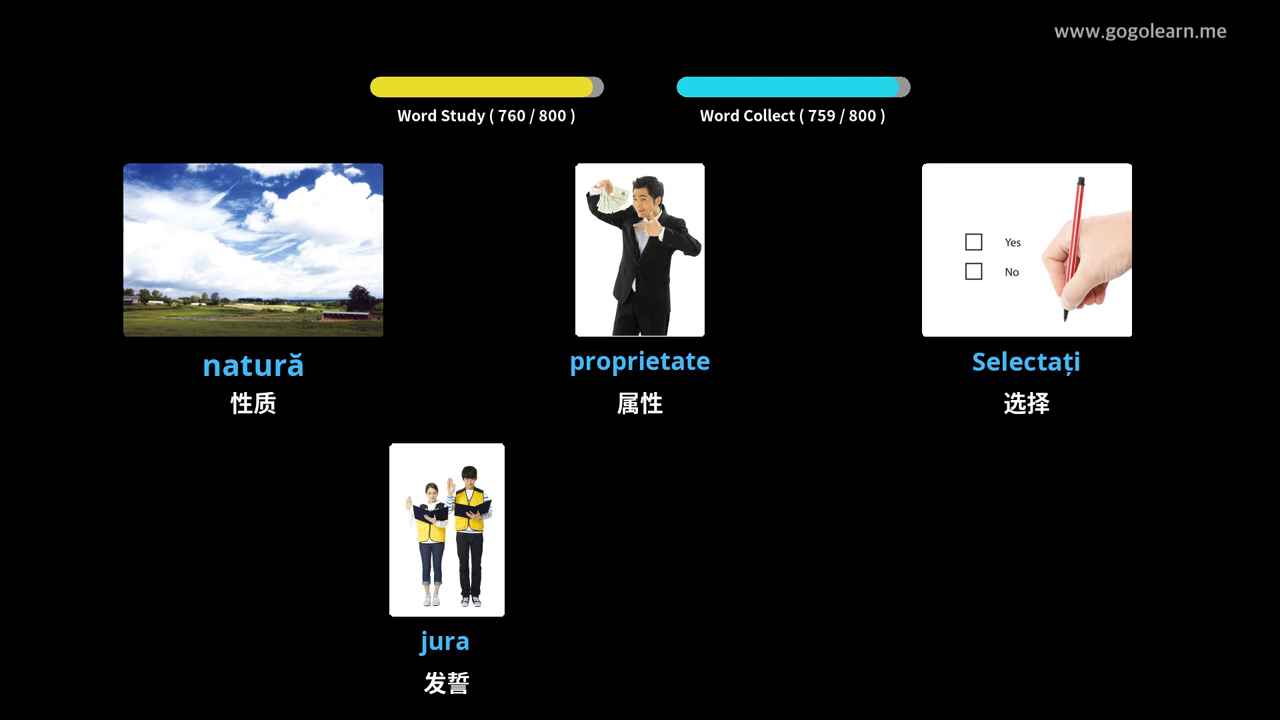 www.gogolearn.me
Word Study ( 760 / 800 )
Word Collect ( 759 / 800 )
natură
性质
proprietate
属性
Yes
No
Selectați
选择
jura
发誓